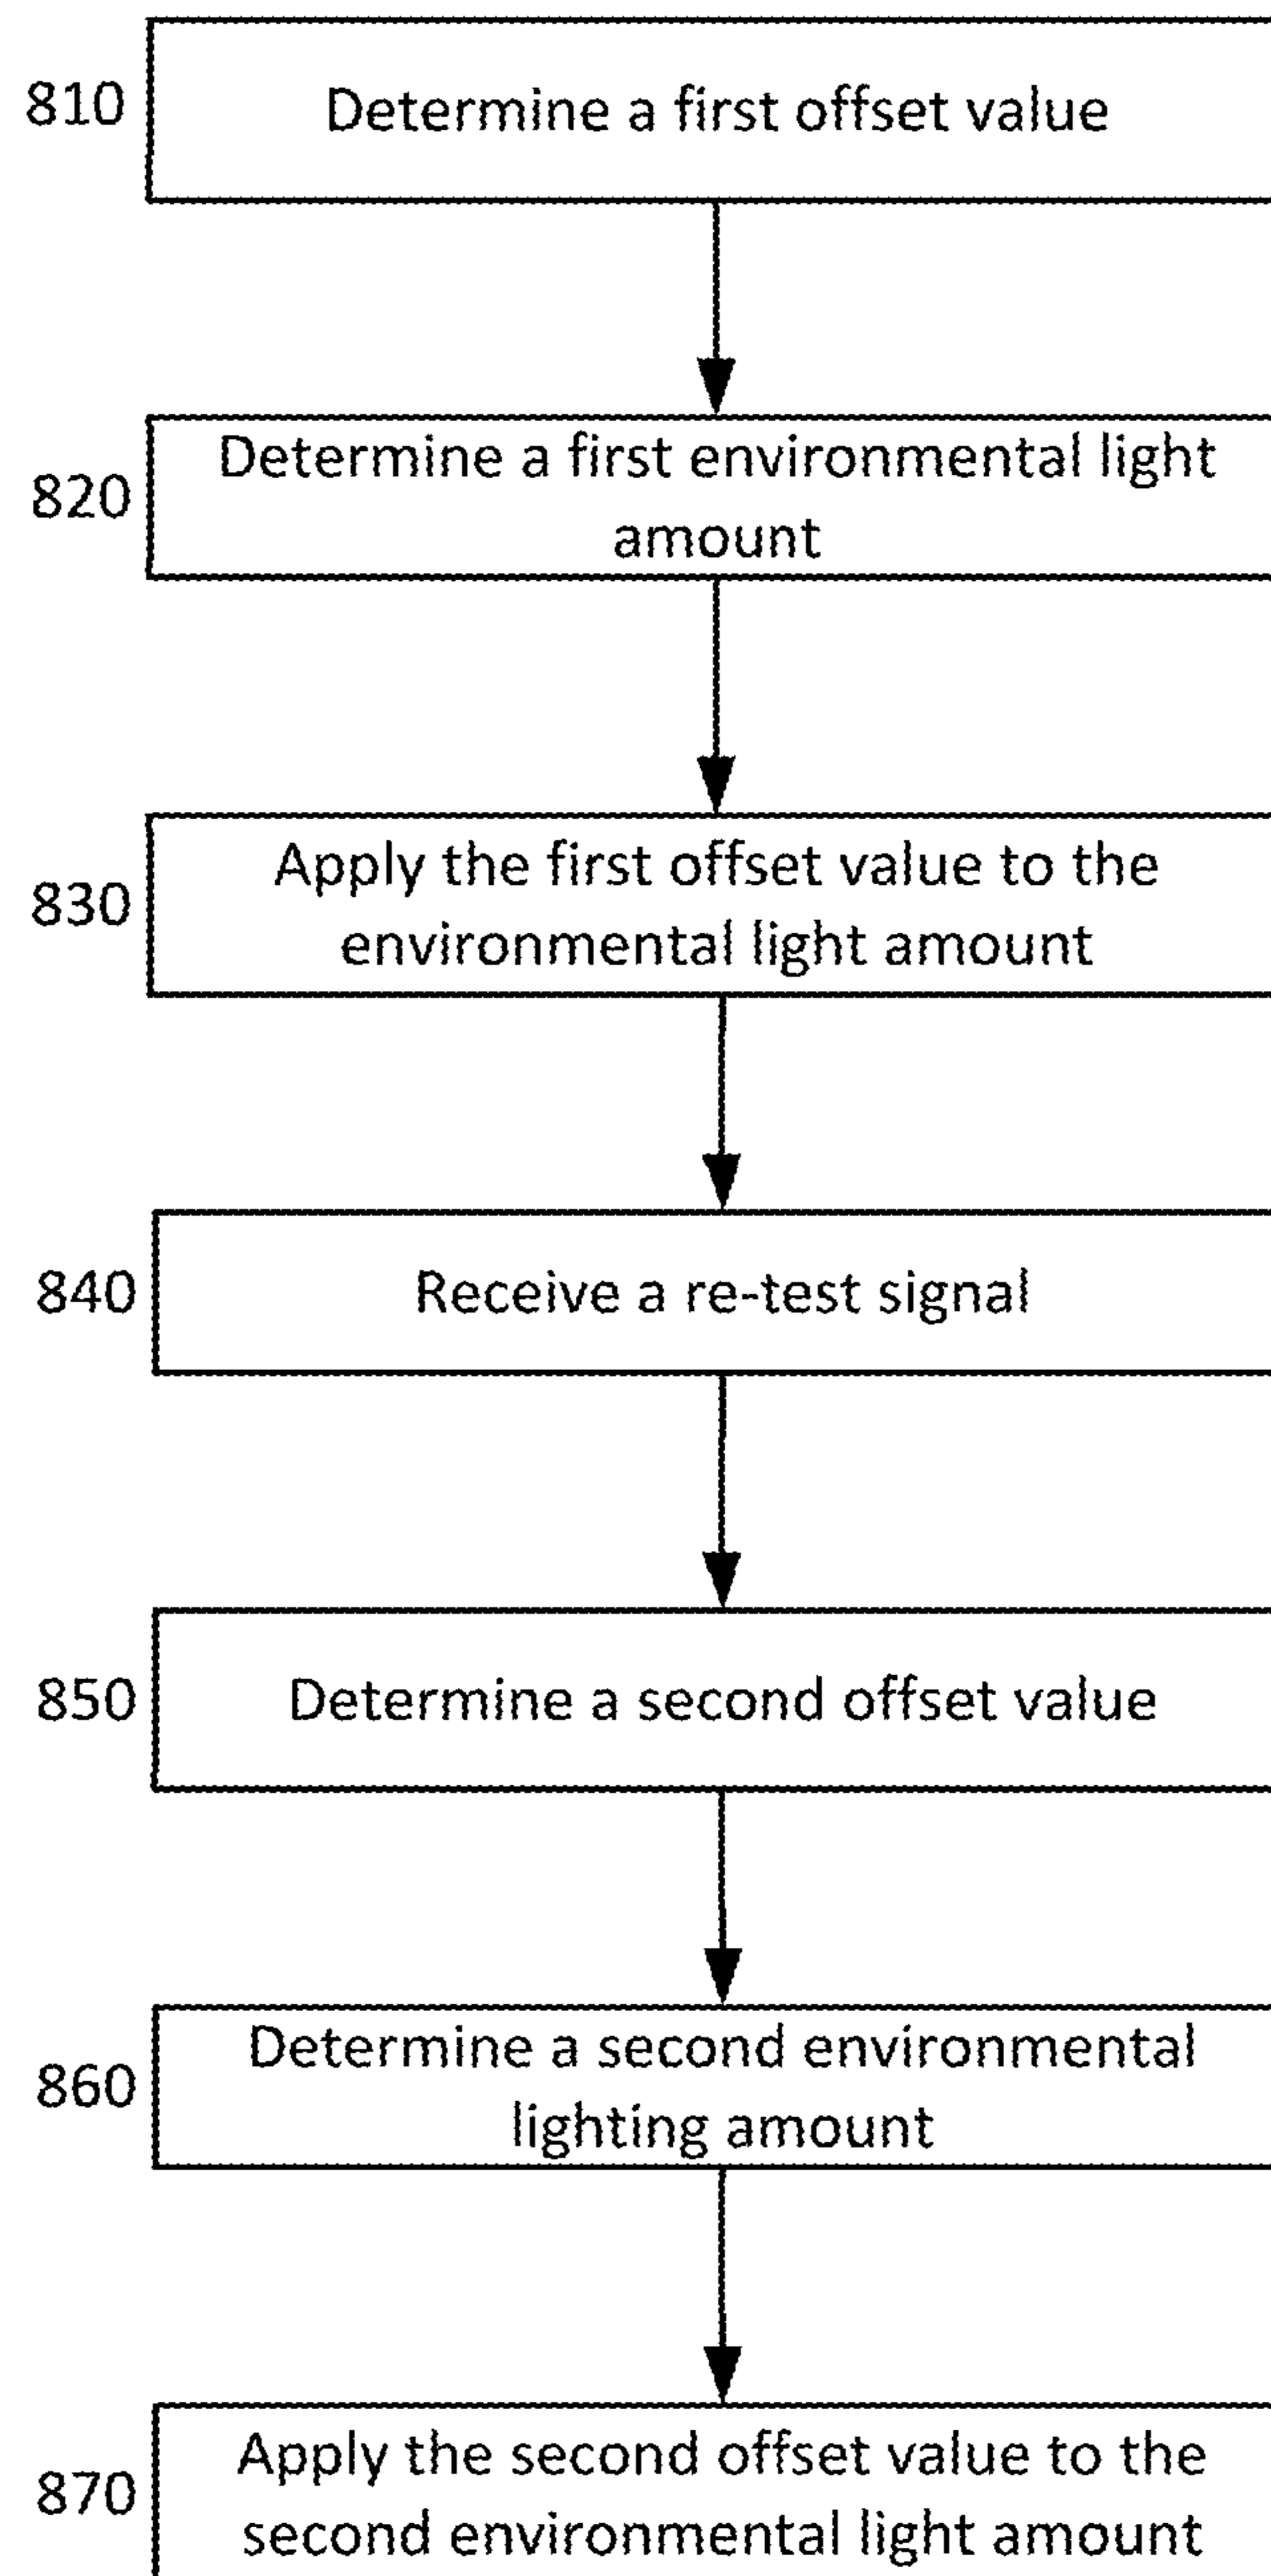 810
Determine a first offset value
820
Determine a first environmental light
amount
830
Apply the first offset value to the
environmental light amount
840
Receive a re-test signal
850
Determine a second offset value
860
Determine a second environmental
lighting amount
870
Apply the second offset value to the
second environmental light amount